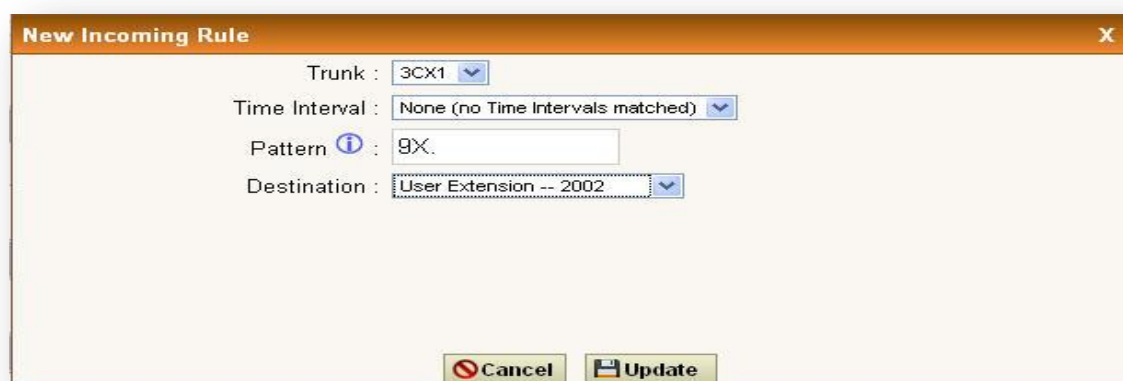 New Incoming Rule X
Trunk : 3CX1
Time Interval : None (no Time Intervals matched)
Pattern i : 9X.
Destination : User Extension -- 2002
Cancel Update